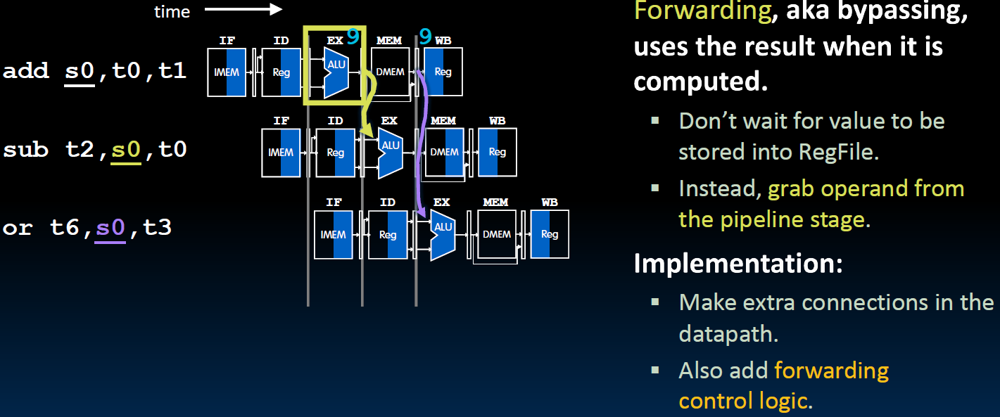 time
IF ID EX 9 MEM 9 WB
add s0,t0,t1
IMEM Reg ALU DMEM Reg
IF ID EX MEM WB
sub t2,s0,t0
IMEM Reg ALU DMEM Reg
IF ID EX MEM WB
or t6,s0,t3
IMEM Reg ALU DMEM Reg
Forwarding, aka bypassing,
uses the result when it is
computed.
▪ Don’t wait for value to be
stored into RegFile.
▪ Instead, grab operand from
the pipeline stage.
Implementation:
▪ Make extra connections in the
datapath.
▪ Also add forwarding
control logic.